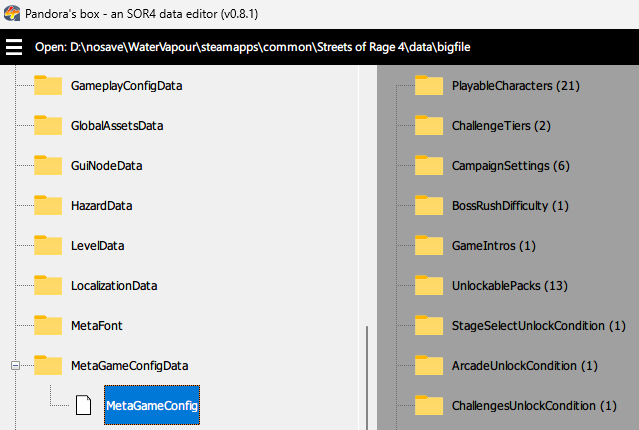 Pandora's box - an SOR4 data editor (v0.8.1)
Open: D:\nosave\WaterVapour\steamapps\common\Streets of Rage 4\data\bigfile
GameplayConfigData
GlobalAssetsData
GuiNodeData
HazardData
LevelData
LocalizationData
MetaFont
MetaGameConfigData
MetaGameConfig
PlayableCharacters (21)
ChallengeTiers (2)
CampaignSettings (6)
BossRushDifficulty (1)
GameIntros (1)
UnlockablePacks (13)
StageSelectUnlockCondition (1)
ArcadeUnlockCondition (1)
ChallengesUnlockCondition (1)